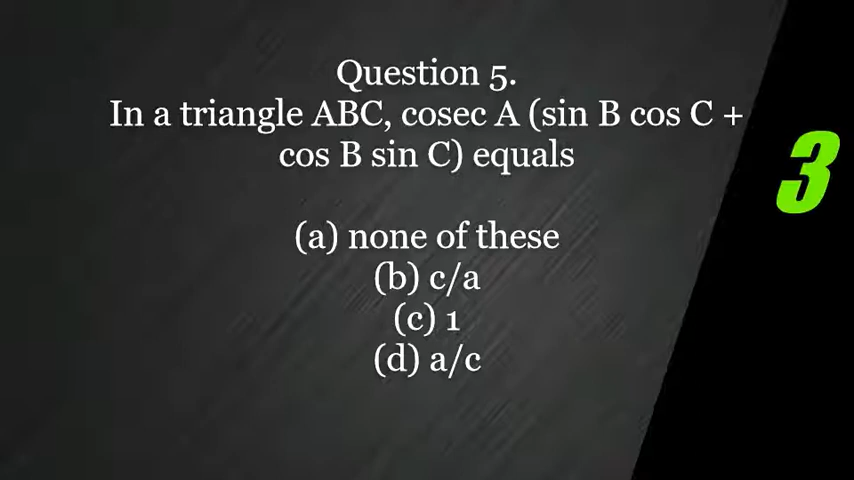 Question 5.
In a triangle ABC, cosec A (sin B cos C +
cos B sin C) equals
(a) none of these
(b) c/a
(c) 1
(d) a/c
3